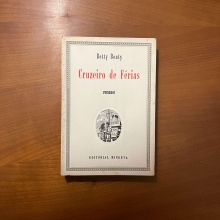 Betty Beaty
Cruzeiro de Férias
ROMANCE
EDITORIAL MINERVA